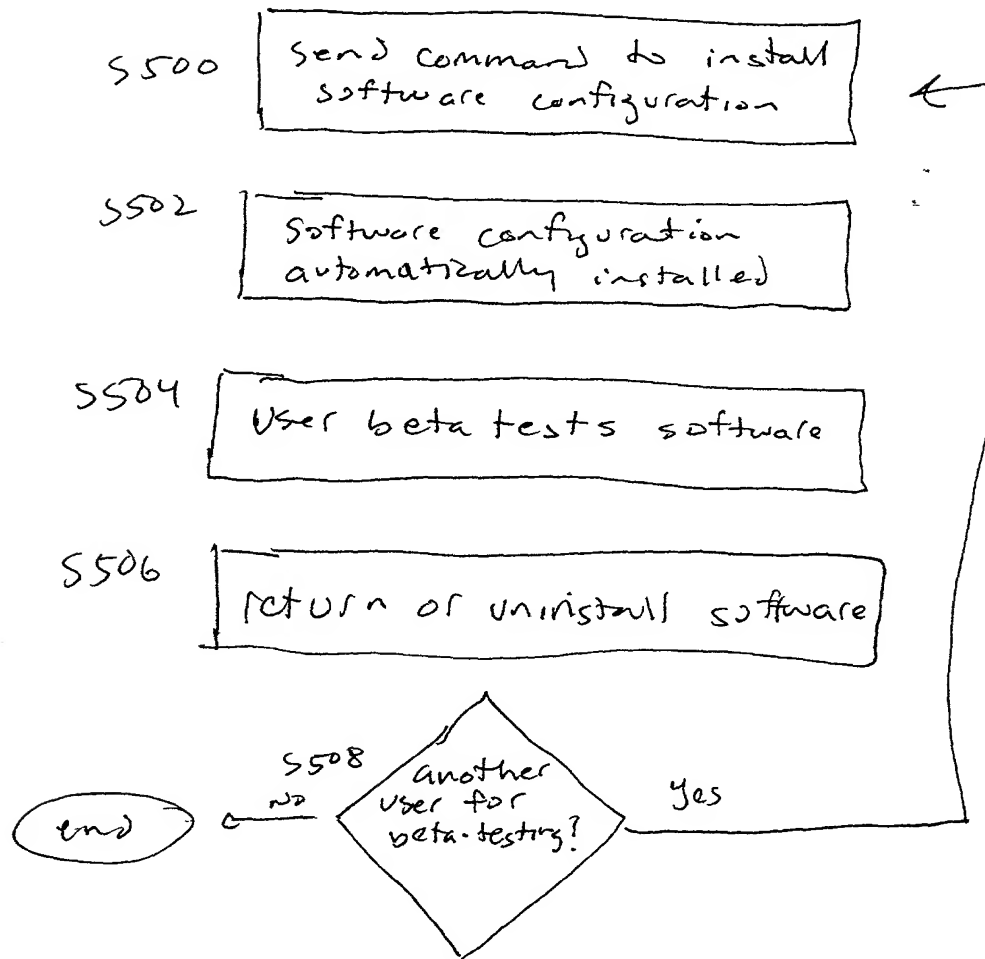 S500
send command to install
software configuration
S502
software configuration
automatically installed
S504
User beta tests software
S506
return or uninstall software
S508
another
user for
beta-testing?
NO
Yes
end